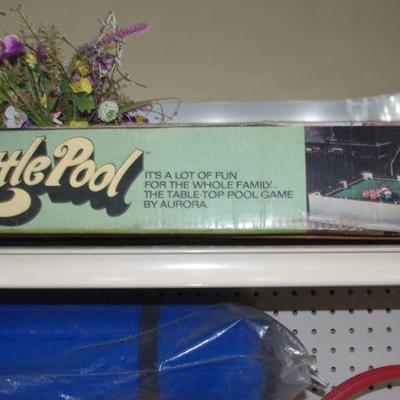 ttle Pool
IT'S A LOT OF FUN
FOR THE WHOLE FAMILY...
THE TABLE-TOP POOL GAME
BY AURORA.